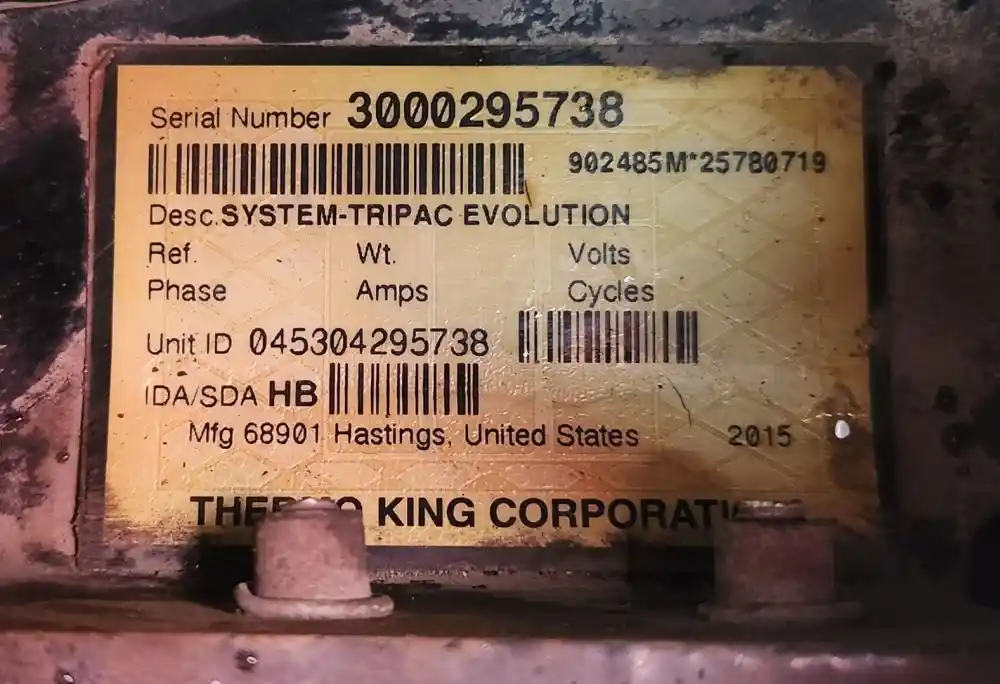 Serial Number 3000295738
902485M*25780719
Desc. SYSTEM-TRIPAC EVOLUTION
Ref. Wt. Volts
Phase Amps Cycles
Unit ID 045304295738
IDA/SDA HB
Mfg 68901 Hastings, United States 2015
KING